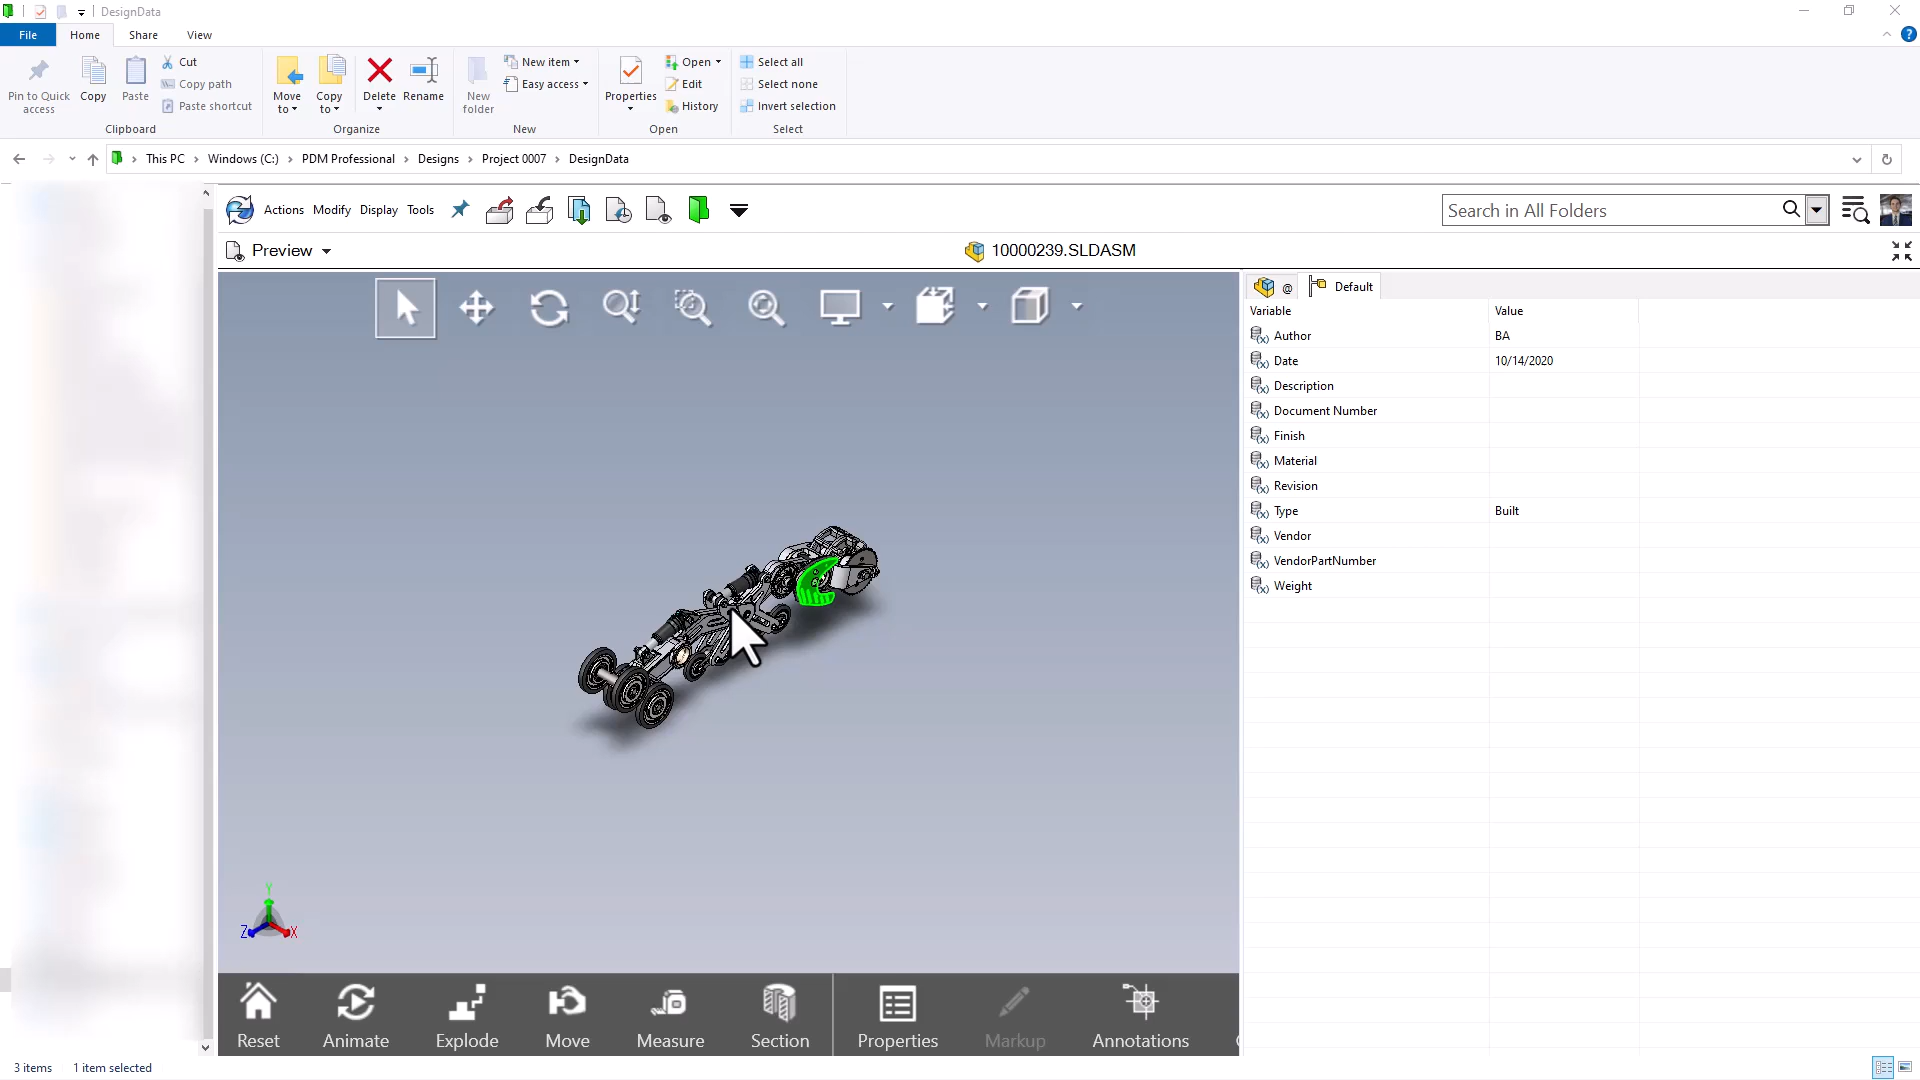 DesignData
File Home Share View
Pin to Quick access
Copy
Paste
Cut
Copy path
Paste shortcut
Clipboard
Move to
Copy to
Delete
Rename
Organize
New folder
New item
Easy access
New
Properties
Open
Edit
History
Open
Select all
Select none
Invert selection
Select
This PC > Windows (C:) > PDM Professional > Designs > Project 0007 > DesignData
Actions Modify Display Tools
Search in All Folders
Preview
10000239.SLDASM
@ Default
Variable Value
Author BA
Date 10/14/2020
Description
Document Number
Finish
Material
Revision
Type Built
Vendor
VendorPartNumber
Weight
Y
Z X
Reset Animate Explode Move Measure Section Properties Markup Annotations
3 items 1 item selected